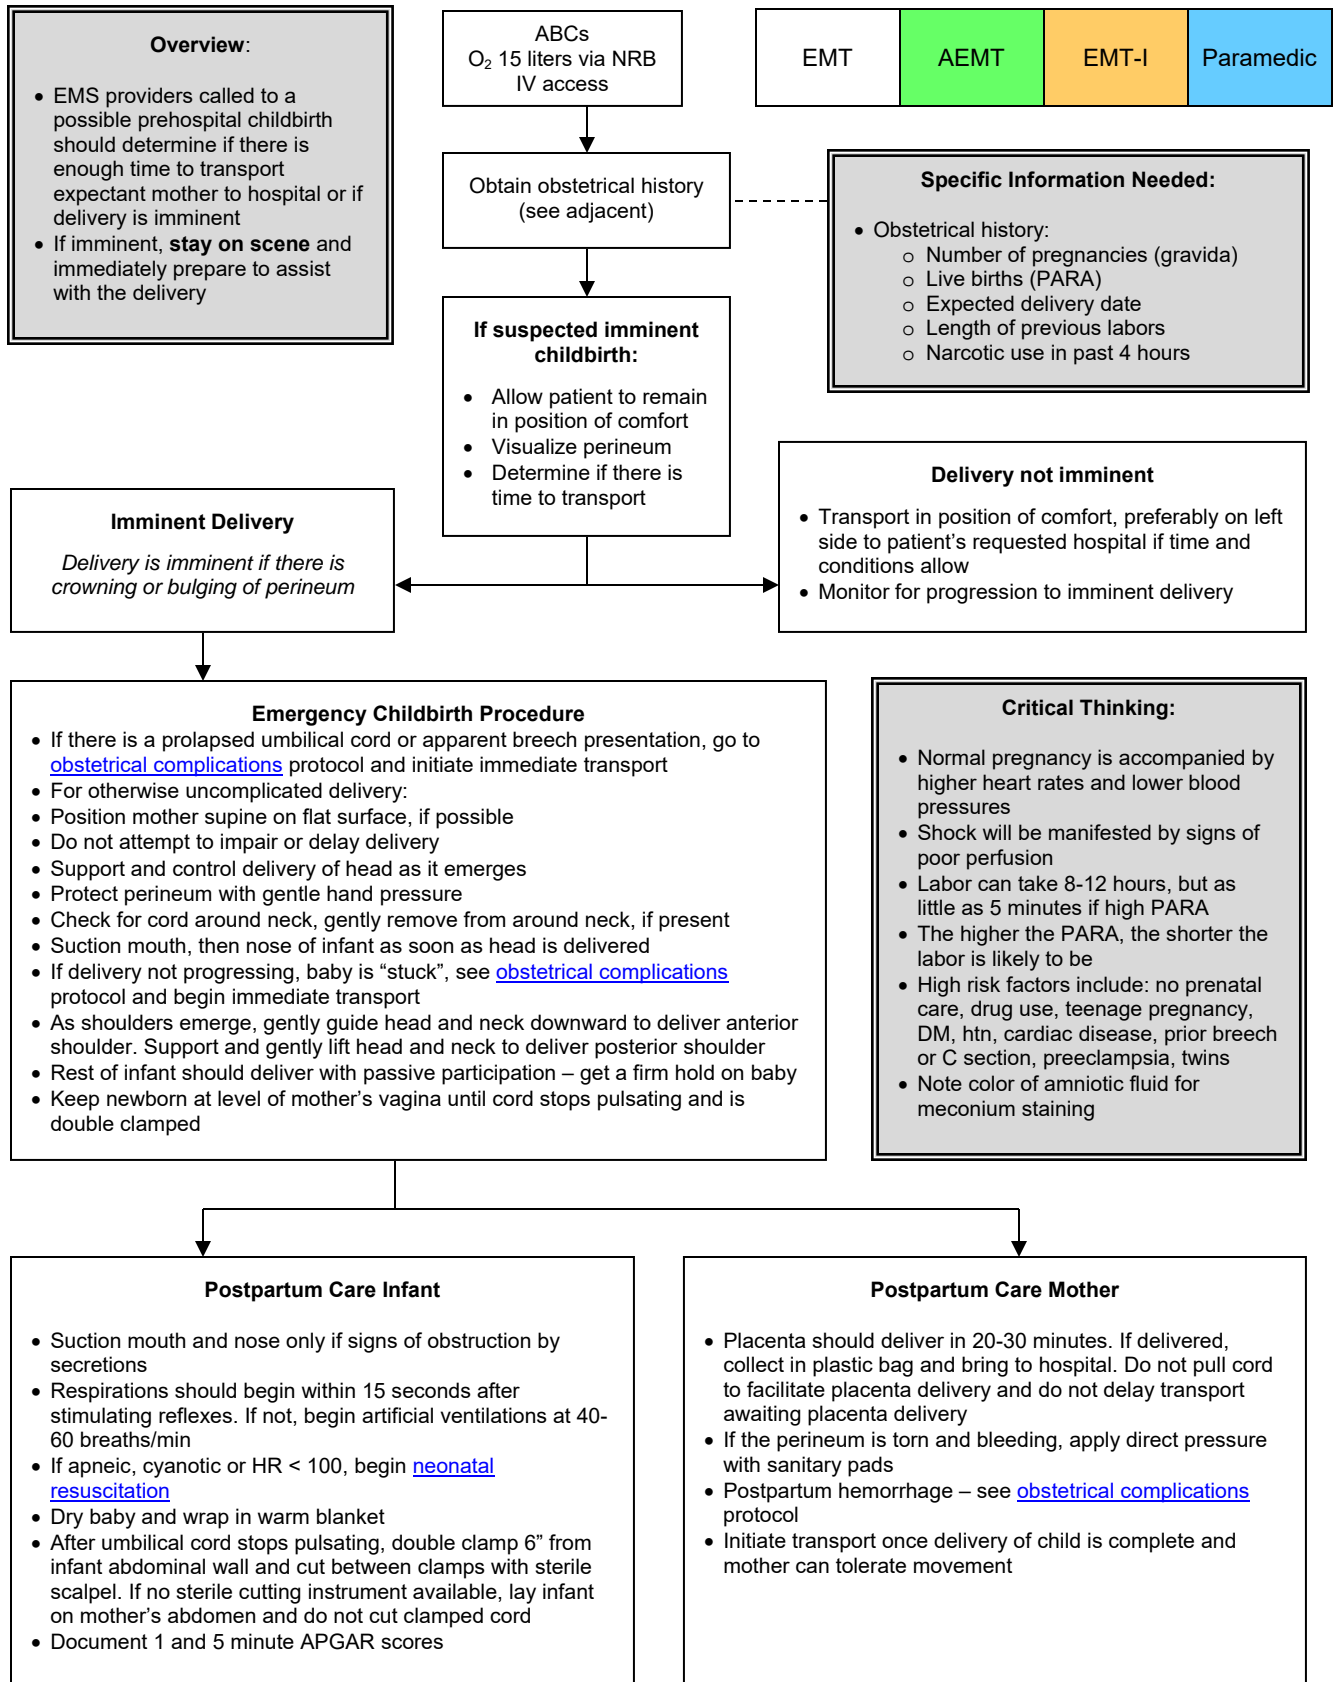 Overview:
• EMS providers called to a
possible prehospital childbirth
should determine if there is
enough time to transport
expectant mother to hospital or if
delivery is imminent
• If imminent, stay on scene and
immediately prepare to assist
with the delivery
ABCs
O₂ 15 liters via NRB
IV access
EMT
AEMT
EMT-I
Paramedic
Obtain obstetrical history
(see adjacent)
Specific Information Needed:
• Obstetrical history:
o Number of pregnancies (gravida)
o Live births (PARA)
o Expected delivery date
o Length of previous labors
o Narcotic use in past 4 hours
If suspected imminent
childbirth:
• Allow patient to remain
in position of comfort
• Visualize perineum
• Determine if there is
time to transport
Imminent Delivery
Delivery is imminent if there is
crowning or bulging of perineum
Delivery not imminent
• Transport in position of comfort, preferably on left
side to patient’s requested hospital if time and
conditions allow
• Monitor for progression to imminent delivery
Emergency Childbirth Procedure
• If there is a prolapsed umbilical cord or apparent breech presentation, go to
obstetrical complications protocol and initiate immediate transport
• For otherwise uncomplicated delivery:
• Position mother supine on flat surface, if possible
• Do not attempt to impair or delay delivery
• Support and control delivery of head as it emerges
• Protect perineum with gentle hand pressure
• Check for cord around neck, gently remove from around neck, if present
• Suction mouth, then nose of infant as soon as head is delivered
• If delivery not progressing, baby is “stuck”, see obstetrical complications
protocol and begin immediate transport
• As shoulders emerge, gently guide head and neck downward to deliver anterior
shoulder. Support and gently lift head and neck to deliver posterior shoulder
• Rest of infant should deliver with passive participation – get a firm hold on baby
• Keep newborn at level of mother’s vagina until cord stops pulsating and is
double clamped
Critical Thinking:
• Normal pregnancy is accompanied by
higher heart rates and lower blood
pressures
• Shock will be manifested by signs of
poor perfusion
• Labor can take 8-12 hours, but as
little as 5 minutes if high PARA
• The higher the PARA, the shorter the
labor is likely to be
• High risk factors include: no prenatal
care, drug use, teenage pregnancy,
DM, htn, cardiac disease, prior breech
or C section, preeclampsia, twins
• Note color of amniotic fluid for
meconium staining
Postpartum Care Infant
• Suction mouth and nose only if signs of obstruction by
secretions
• Respirations should begin within 15 seconds after
stimulating reflexes. If not, begin artificial ventilations at 40-
60 breaths/min
• If apneic, cyanotic or HR < 100, begin neonatal
resuscitation
• Dry baby and wrap in warm blanket
• After umbilical cord stops pulsating, double clamp 6” from
infant abdominal wall and cut between clamps with sterile
scalpel. If no sterile cutting instrument available, lay infant
on mother’s abdomen and do not cut clamped cord
• Document 1 and 5 minute APGAR scores
Postpartum Care Mother
• Placenta should deliver in 20-30 minutes. If delivered,
collect in plastic bag and bring to hospital. Do not pull cord
to facilitate placenta delivery and do not delay transport
awaiting placenta delivery
• If the perineum is torn and bleeding, apply direct pressure
with sanitary pads
• Postpartum hemorrhage – see obstetrical complications
protocol
• Initiate transport once delivery of child is complete and
mother can tolerate movement